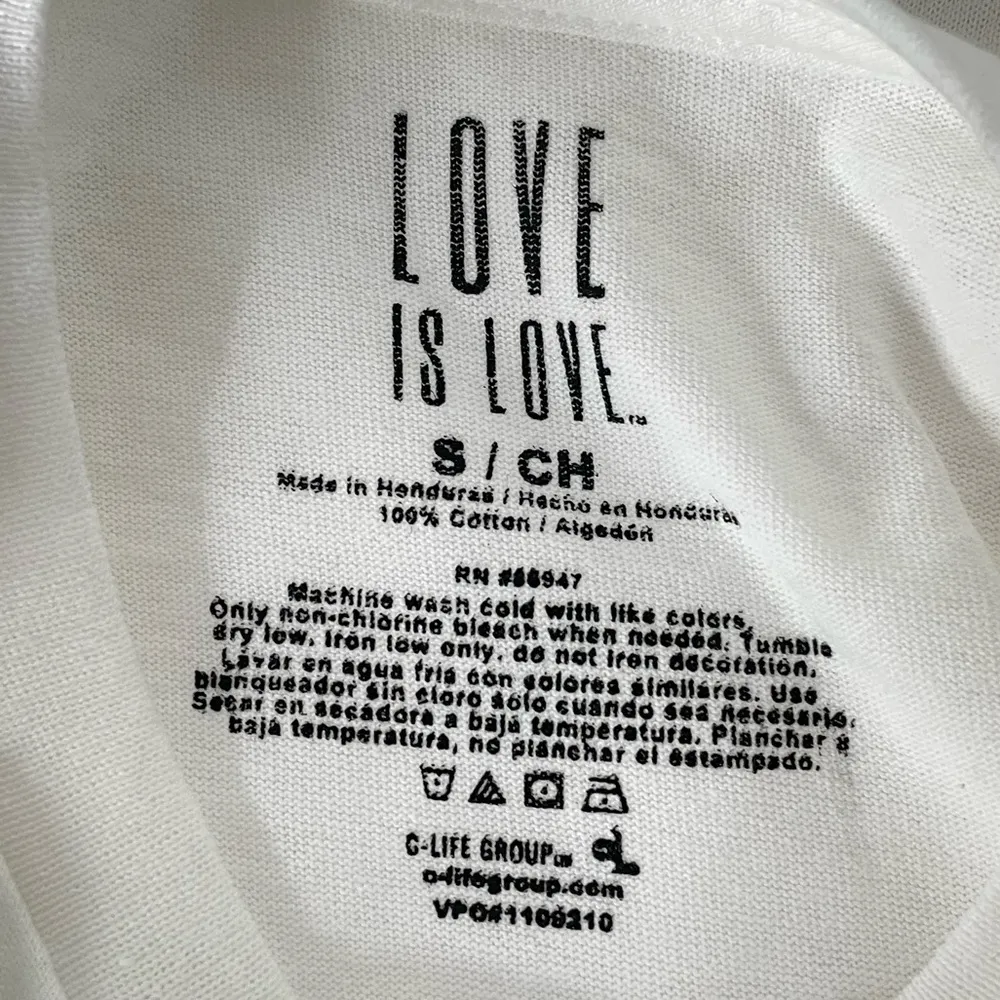 LOVE
IS LOVE™
S / CH
Made in Honduras / Hecho en Honduras
100% Cotton / Algodón
RN
Machine wash cold with like colors.
Only non-chlorine bleach when needed. Tumble
dry low. Iron low only, do not iron decoration.
Lavar en agua fria con colores similares. Use
blanqueador sin cloro solo cuando sea necesario.
Secar en secadora a baja temperatura. Planchar a
baja temperatura, no planchar el estampado.
C-LIFE GROUP
c-lifegroup.com
VPO#1109210